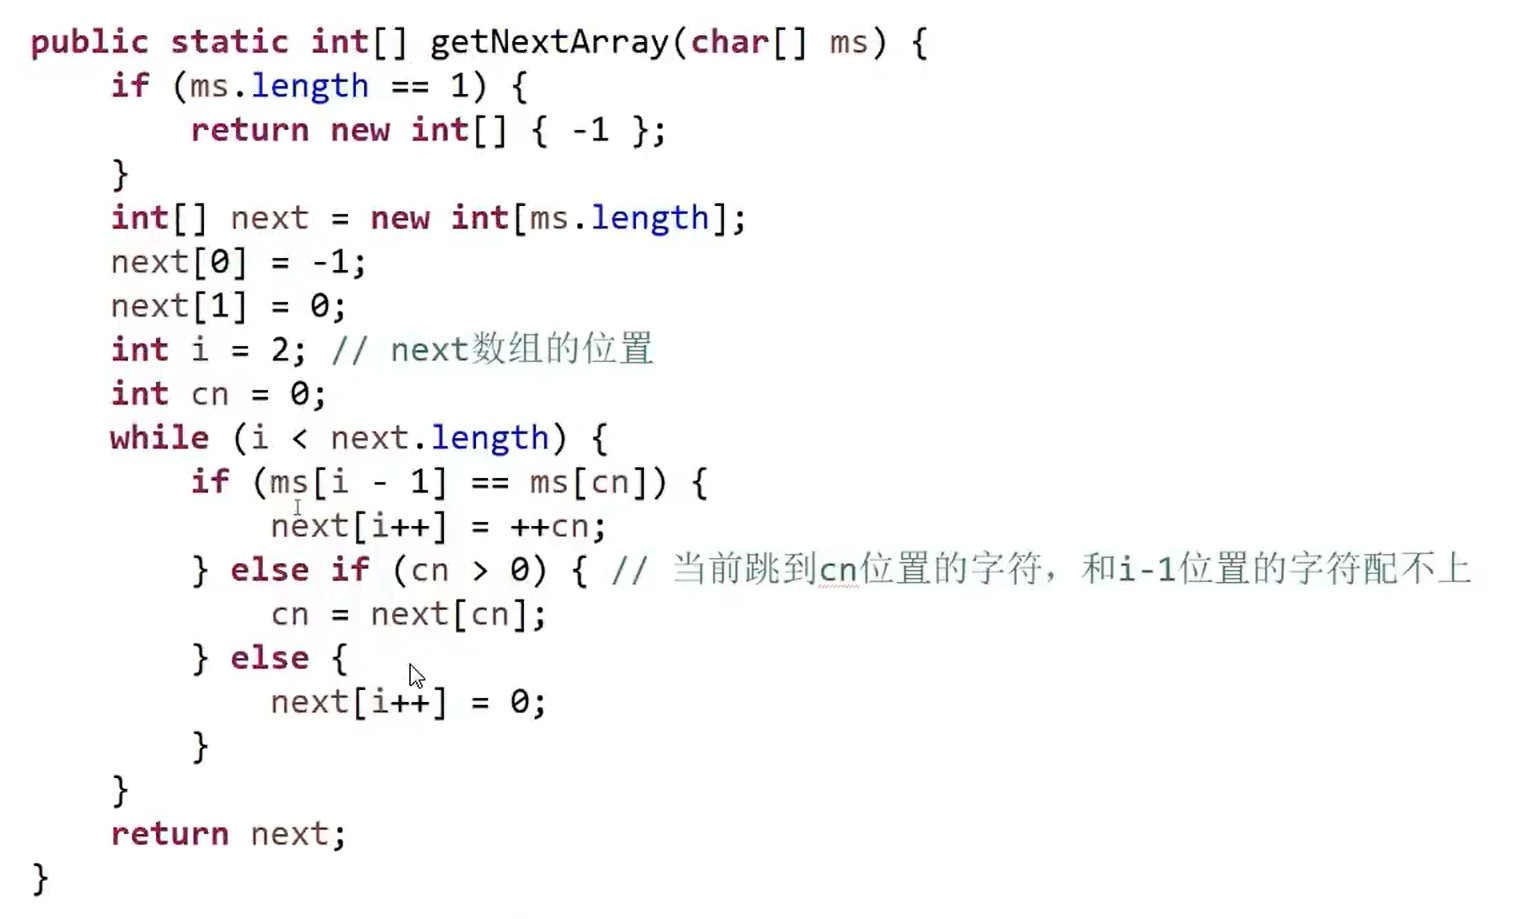 public static int[] getNextArray(char[] ms) {
if (ms.length == 1) {
return new int[] { -1 };
}
int[] next = new int[ms.length];
next[0] = -1;
next[1] = 0;
int i = 2; // next数组的位置
int cn = 0;
while (i < next.length) {
if (ms[i - 1] == ms[cn]) {
next[i++] = ++cn;
} else if (cn > 0) { // 当前跳到cn位置的字符，和i-1位置的字符配不上
cn = next[cn];
} else {
next[i++] = 0;
}
}
return next;
}